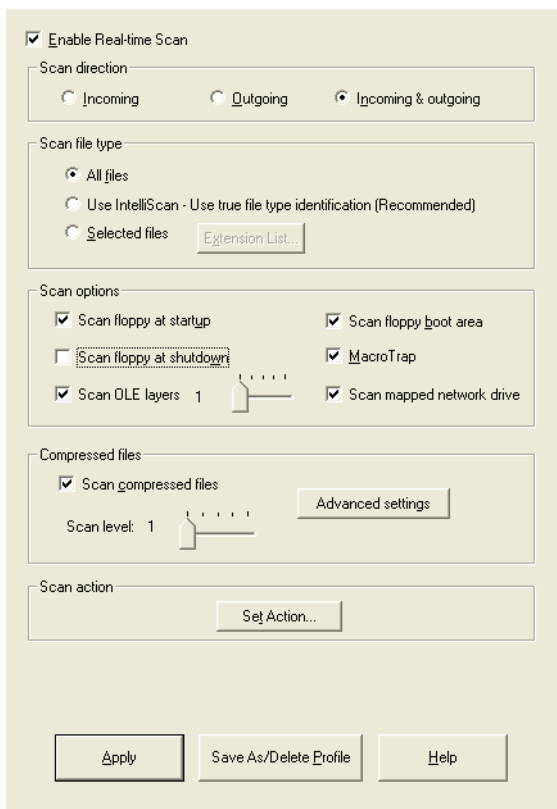 Enable Real-time Scan
Scan direction
Incoming Outgoing Incoming & outgoing
Scan file type
All files
Use IntelliScan - Use true file type identification (Recommended)
Selected files Extension List...
Scan options
Scan floppy at startup Scan floppy boot area
Scan floppy at shutdown MacroTrap
Scan OLE layers 1 Scan mapped network drive
Compressed files
Scan compressed files
Advanced settings
Scan level: 1
Scan action
Set Action...
Apply Save As/Delete Profile Help